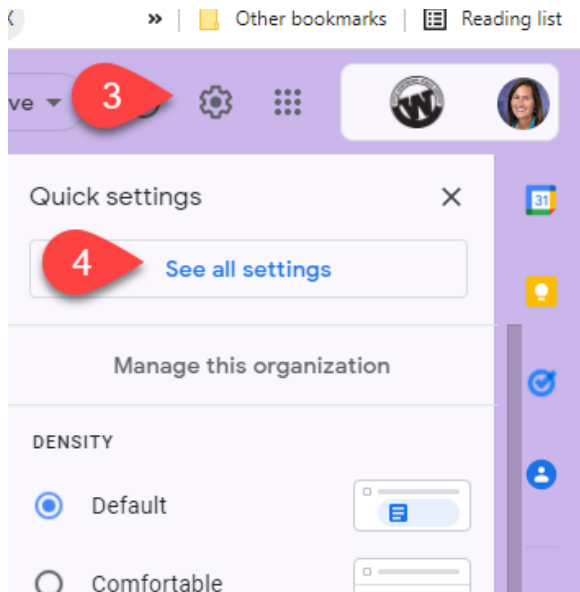 » Other bookmarks Reading list
ve 3 W
Quick settings
31
4 See all settings
Manage this organization
DENSITY
Default
Comfortable